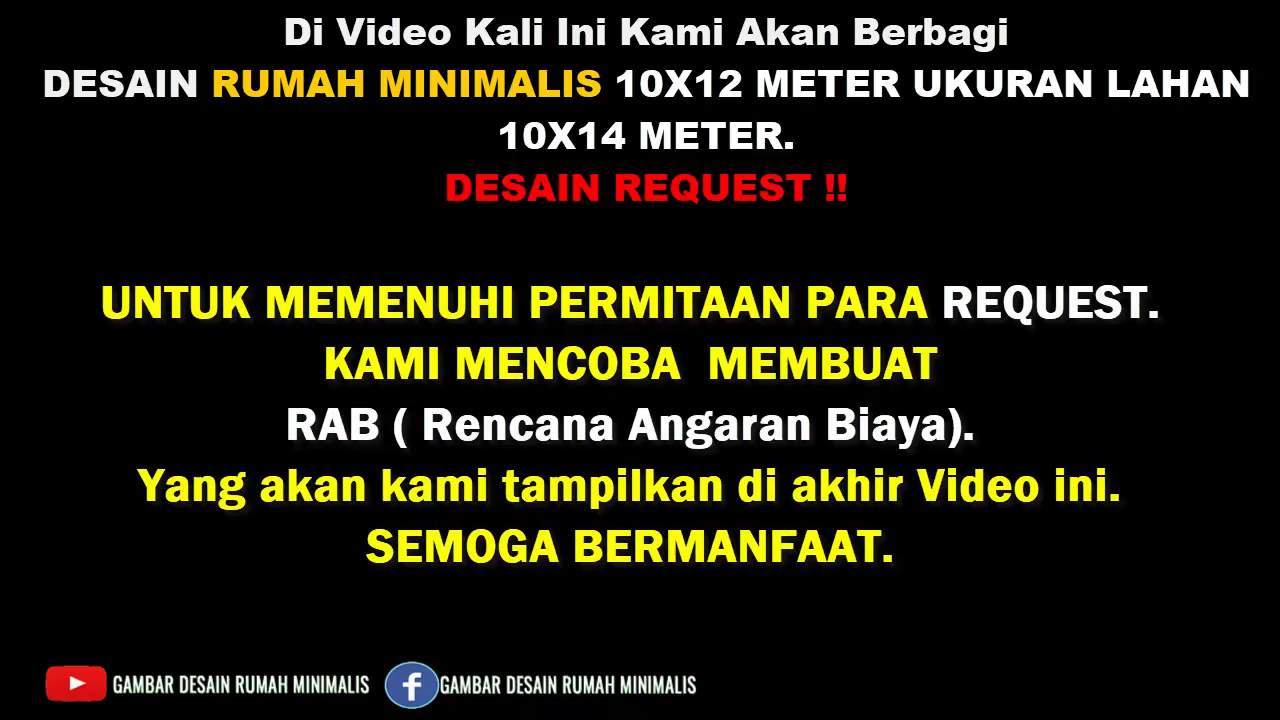 Di Video Kali Ini Kami Akan Berbagi
DESAIN RUMAH MINIMALIS 10X12 METER UKURAN LAHAN
10X14 METER.
DESAIN REQUEST !!
UNTUK MEMENUHI PERMITAAN PARA REQUEST.
KAMI MENCOBA MEMBUAT
RAB ( Rencana Angaran Biaya).
Yang akan kami tampilkan di akhir Video ini.
SEMOGA BERMANFAAT.
GAMBAR DESAIN RUMAH MINIMALIS
GAMBAR DESAIN RUMAH MINIMALIS